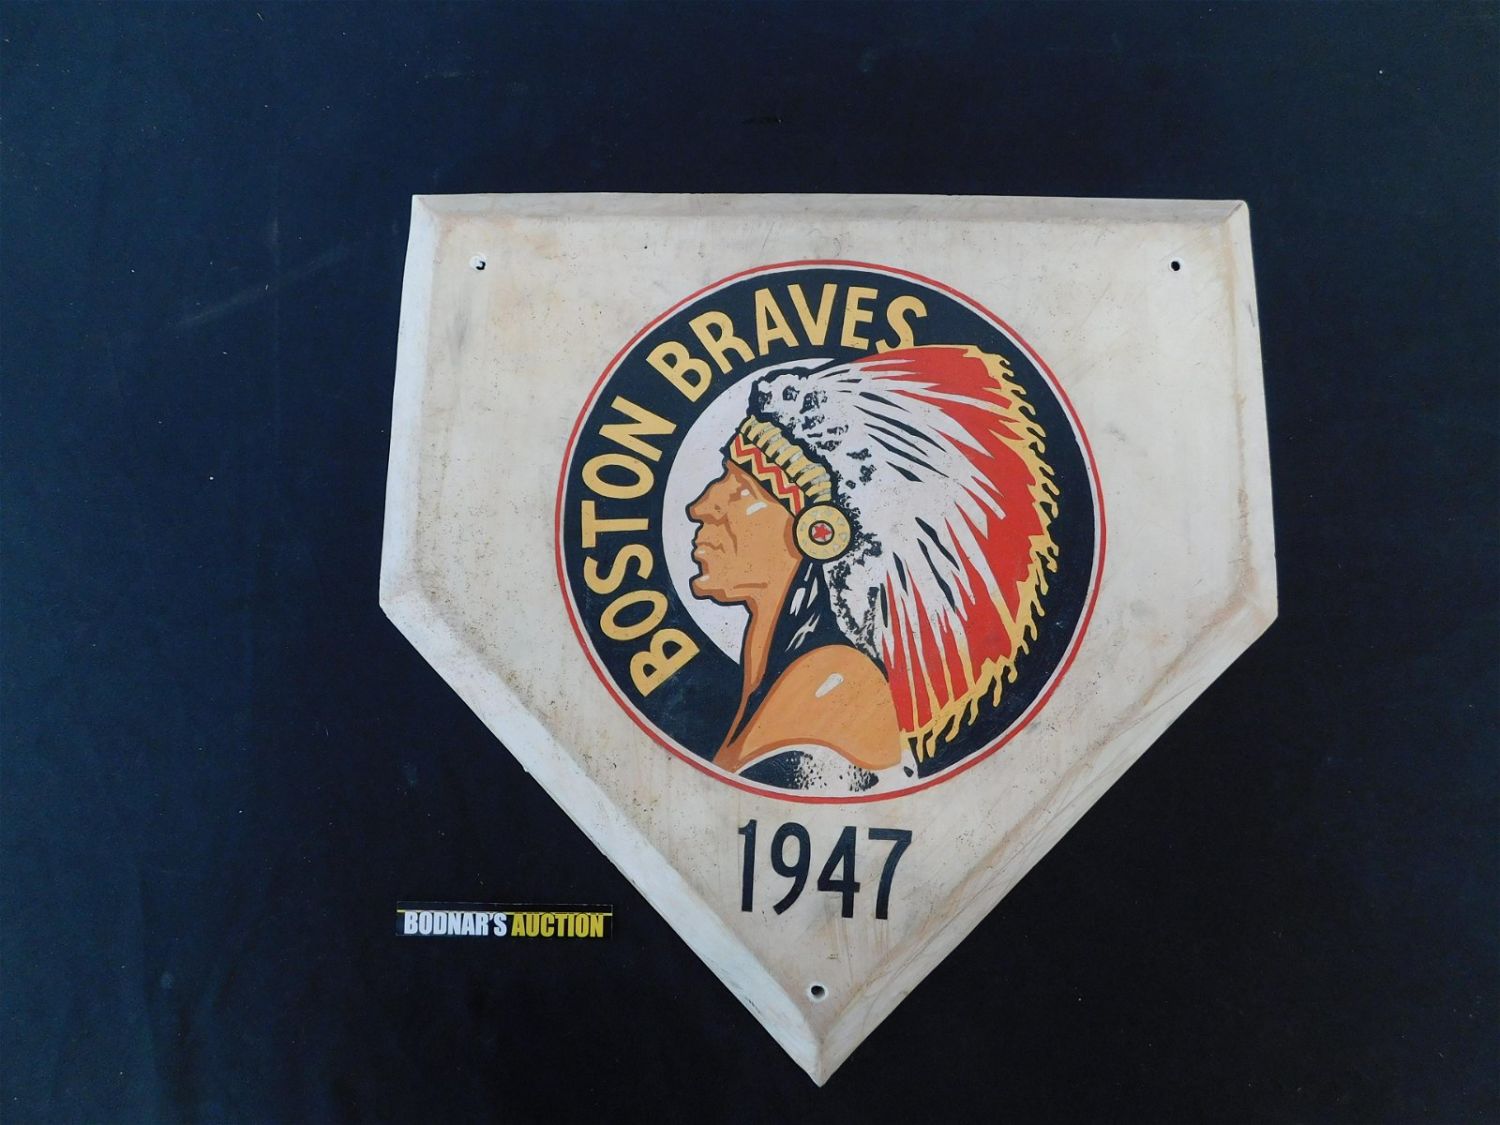 BOSTON BRAVES
1947
BODNAR'S AUCTION